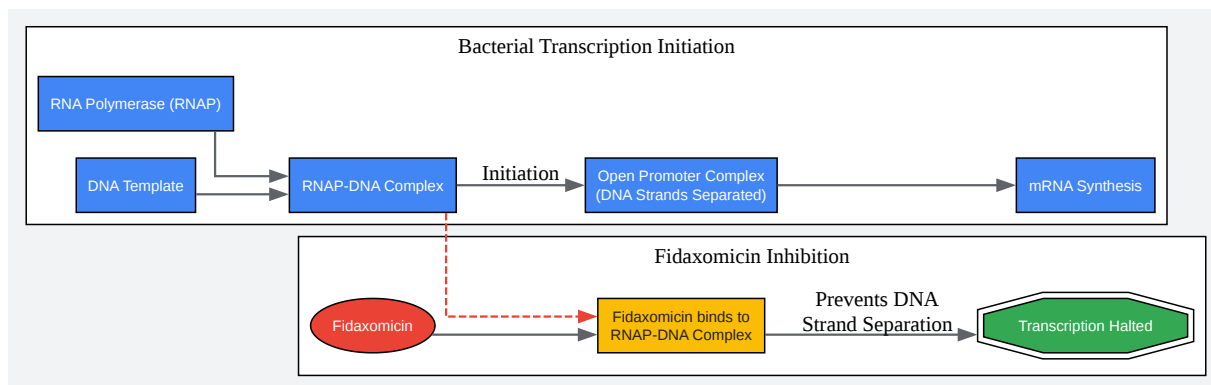 Bacterial Transcription Initiation
RNA Polymerase (RNAP)
DNA Template
RNAP-DNA Complex
Initiation
Open Promoter Complex
(DNA Strands Separated)
mRNA Synthesis
Fidaxomicin Inhibition
Fidaxomicin
Fidaxomicin binds to
RNAP-DNA Complex
Prevents DNA
Strand Separation
Transcription Halted